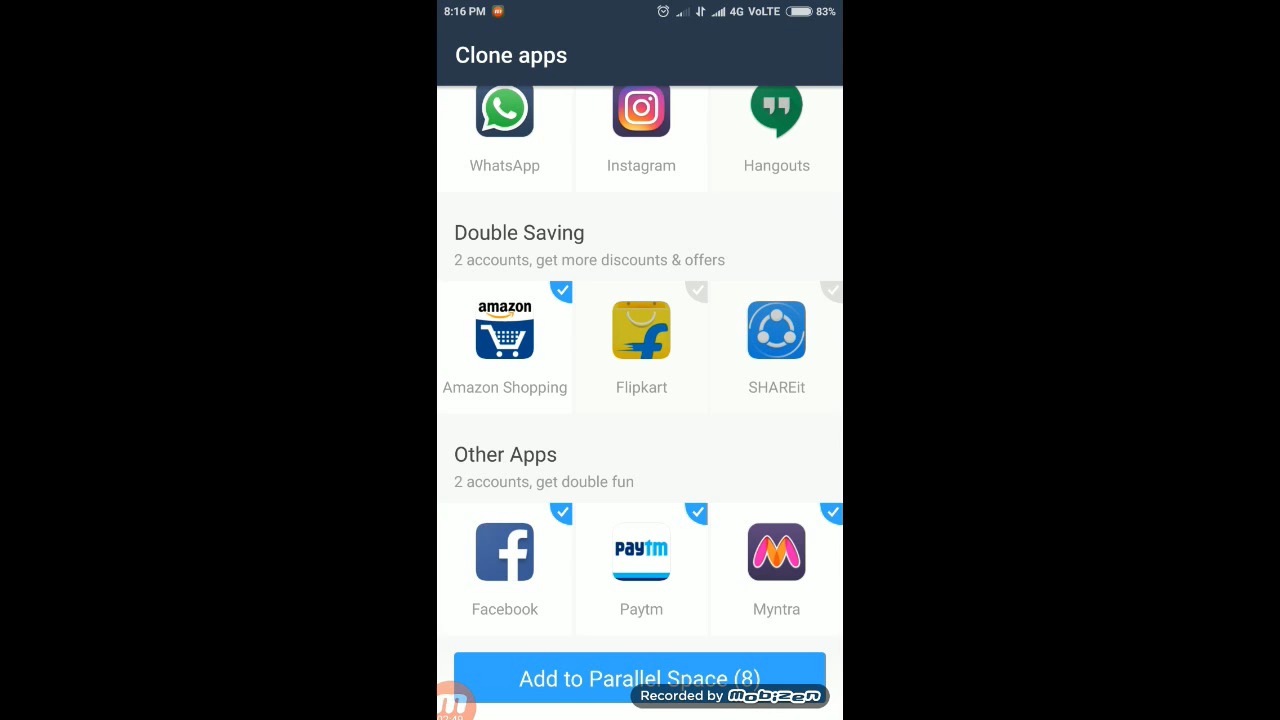 8:16 PM
4G VoLTE 83%
Clone apps
WhatsApp Instagram Hangouts
Double Saving
2 accounts, get more discounts & offers
amazon
Amazon Shopping Flipkart SHAREit
Other Apps
2 accounts, get double fun
Paytm
Facebook Paytm Myntra
Add to Parallel Space (8)
Recorded by mobizen